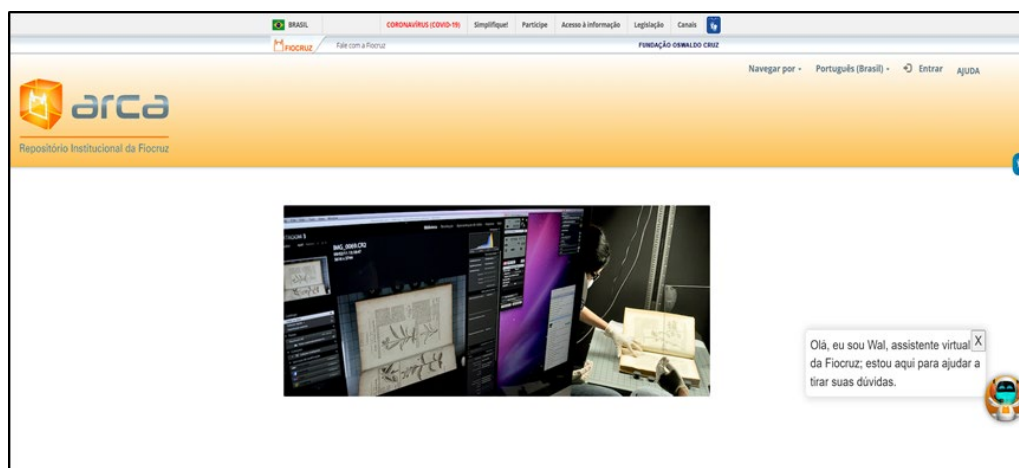 BRASIL CORONAVÍRUS (COVID-19) Simplifique! Participe Acesso à informação Legislação Canais
FIOCRUZ Fale com a Fiocruz FUNDAÇÃO OSWALDO CRUZ
Navegar por Português (Brasil) Entrar AJUDA
arca
Repositório Institucional da Fiocruz
IMG_0069.CR2
Olá, eu sou Wal, assistente virtual X
da Fiocruz; estou aqui para ajudar a
tirar suas dúvidas.